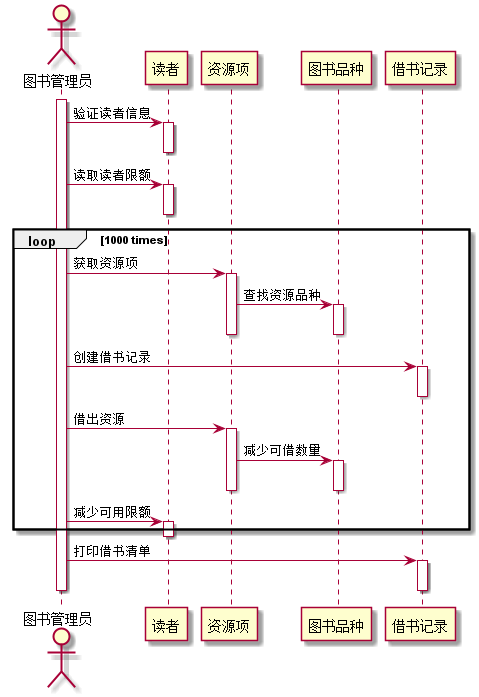 图书管理员
读者
资源项
图书品种
借书记录
验证读者信息
读取读者限额
loop
[1000 times]
获取资源项
查找资源品种
创建借书记录
借出资源
减少可借数量
减少可用限额
打印借书清单
图书管理员
读者
资源项
图书品种
借书记录